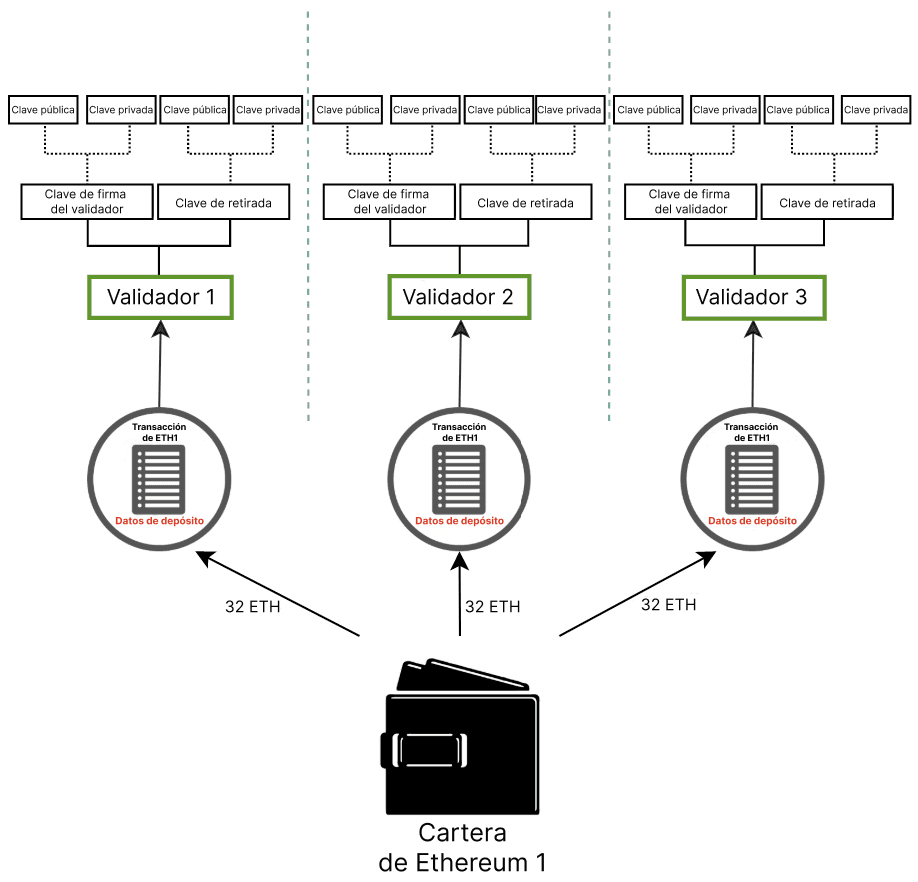 Clave pública
Clave privada
Clave pública
Clave privada
Clave pública
Clave privada
Clave pública
Clave privada
Clave pública
Clave privada
Clave pública
Clave privada
Clave de firma
del validador
Clave de retirada
Clave de firma
del validador
Clave de retirada
Clave de firma
del validador
Clave de retirada
Validador 1
Validador 2
Validador 3
Transacción
de ETH1
Datos de depósito
Transacción
de ETH1
Datos de depósito
Transacción
de ETH1
Datos de depósito
32 ETH
32 ETH
32 ETH
Cartera
de Ethereum 1